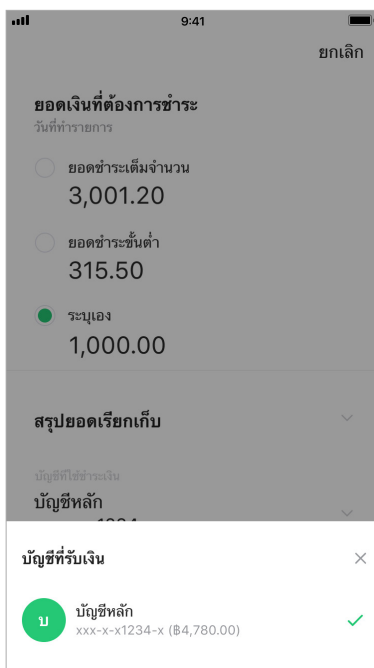 9:41
ยกเลิก
ยอดเงินที่ต้องการชำระ
วันที่ทำรายการ
ยอดชำระเต็มจำนวน
3,001.20
ยอดชำระขั้นต่ำ
315.50
ระบุเอง
1,000.00
สรุปยอดเรียกเก็บ
บัญชีที่ใช้ชำระเงิน
บัญชีหลัก
บัญชีที่รับเงิน
บ
บัญชีหลัก
xxx-x-x1234-x (฿4,780.00)